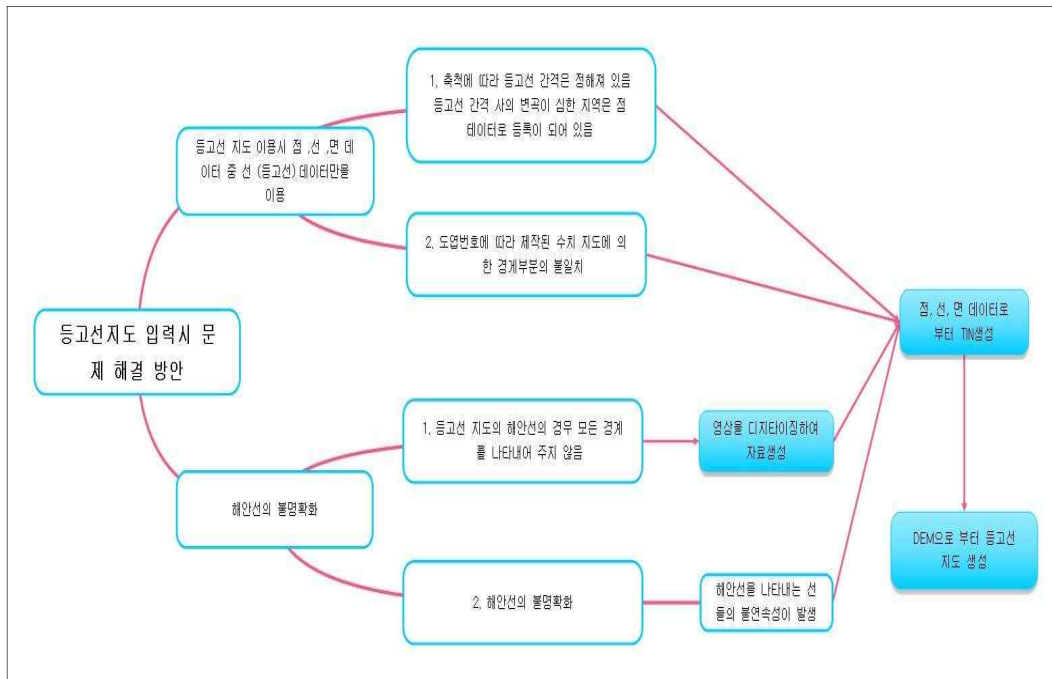 1. 축척에 따라 등고선 간격은 정해져 있음
등고선 간격 사의 변곡이 심한 지역은 점
테이터로 등록이 되어 있음
등고선 지도 이용시 점 ,선 ,면 데
이터 중 선 (등고선) 데이터만을
이용
2. 도엽번호에 따라 제작된 수치 지도에 의
한 경계부분의 불일치
점, 선, 면 데이터로
부터 TIN생성
등고선지도 입력시 문
제 해결 방안
1. 등고선 지도의 해안선의 경우 모든 경계
를 나타내어 주지 않음
영상을 디지타이징하여
자료생성
해안선의 불명확화
DEM으로 부터 등고선
지도 생성
2. 해안선의 불명확화
해안선을 나타내는 선
들의 불연속성이 발생